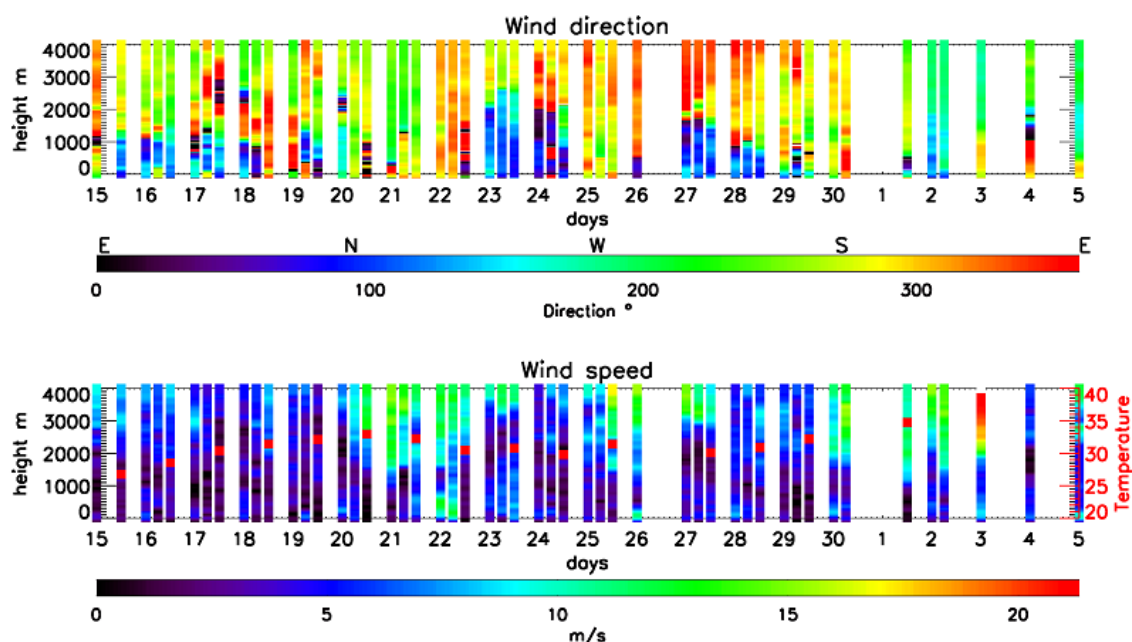 Wind direction
4000
3000
2000
1000
0
height m
15 16 17 18 19 20 21 22 23 24 25 26 27 28 29 30 1 2 3 4 5
days
E N W S E
0 100 200 300
Direction °
Wind speed
4000
3000
2000
1000
0
height m
40
35
30
25
20
Temperature
15 16 17 18 19 20 21 22 23 24 25 26 27 28 29 30 1 2 3 4 5
days
0 5 10 15 20
m/s